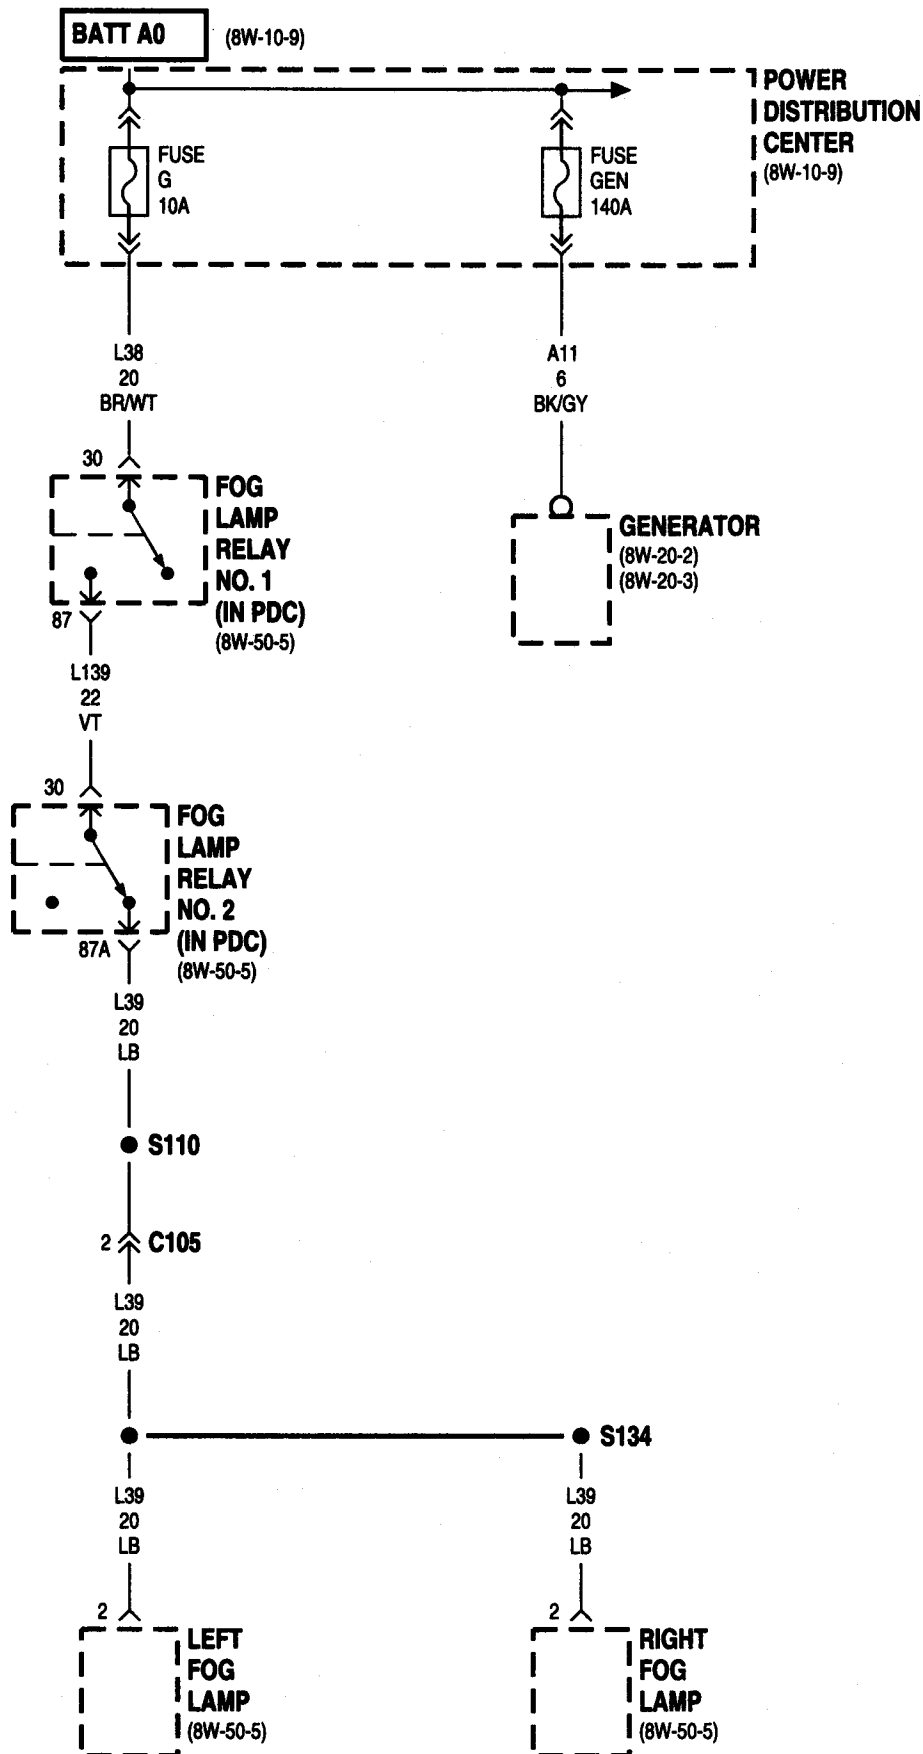 BATT A0 (8W-10-9)
POWER
DISTRIBUTION
CENTER
(8W-10-9)
FUSE
G
10A
FUSE
GEN
140A
L38
20
BR/WT
A11
6
BK/GY
30
FOG
LAMP
RELAY
NO. 1
(IN PDC)
(8W-50-5)
87
GENERATOR
(8W-20-2)
(8W-20-3)
L139
22
VT
30
FOG
LAMP
RELAY
NO. 2
(IN PDC)
(8W-50-5)
87A
L39
20
LB
S110
2 C105
L39
20
LB
S134
L39
20
LB
L39
20
LB
2
LEFT
FOG
LAMP
(8W-50-5)
2
RIGHT
FOG
LAMP
(8W-50-5)